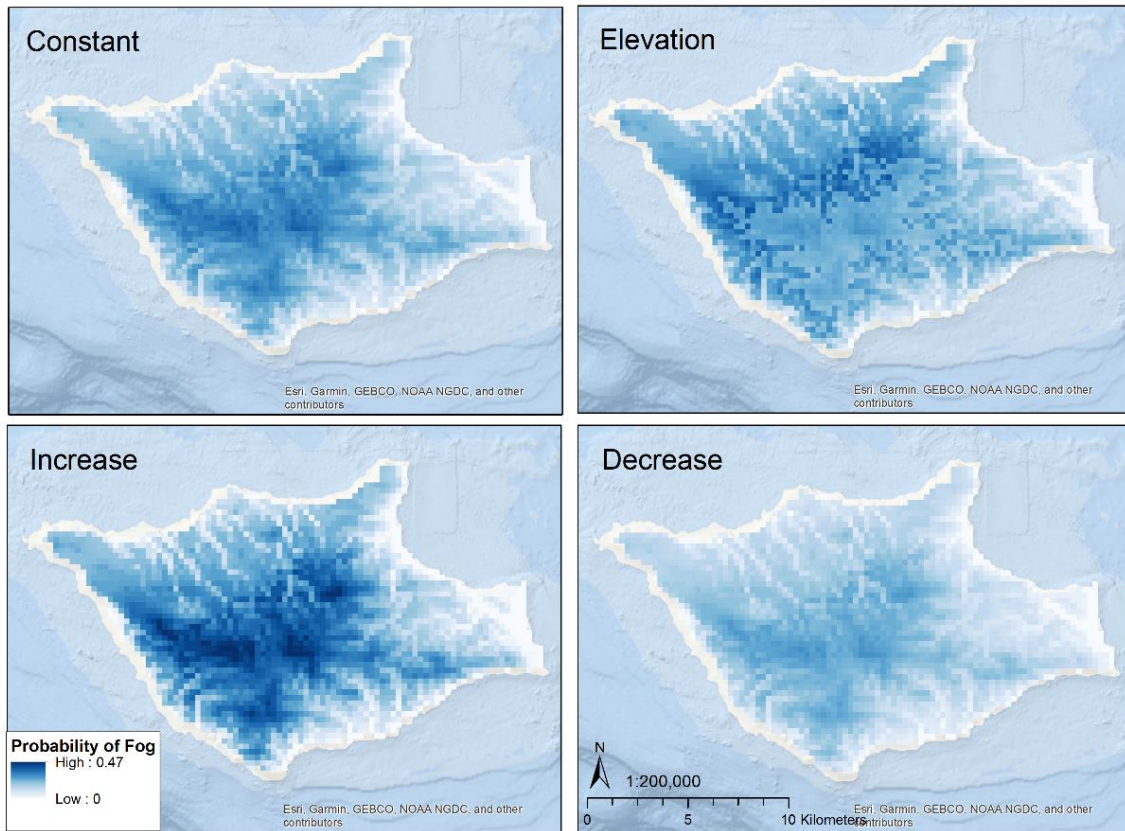 Constant
Esri, Garmin, GEBCO, NOAA NGDC, and other
contributors
Elevation
Esri, Garmin, GEBCO, NOAA NGDC, and other
contributors
Increase
Probability of Fog
High : 0.47
Low : 0
Esri, Garmin, GEBCO, NOAA NGDC, and other
contributors
Decrease
N
1:200,000
0 5 10 Kilometers
Esri, Garmin, GEBCO, NOAA NGDC, and other
contributors